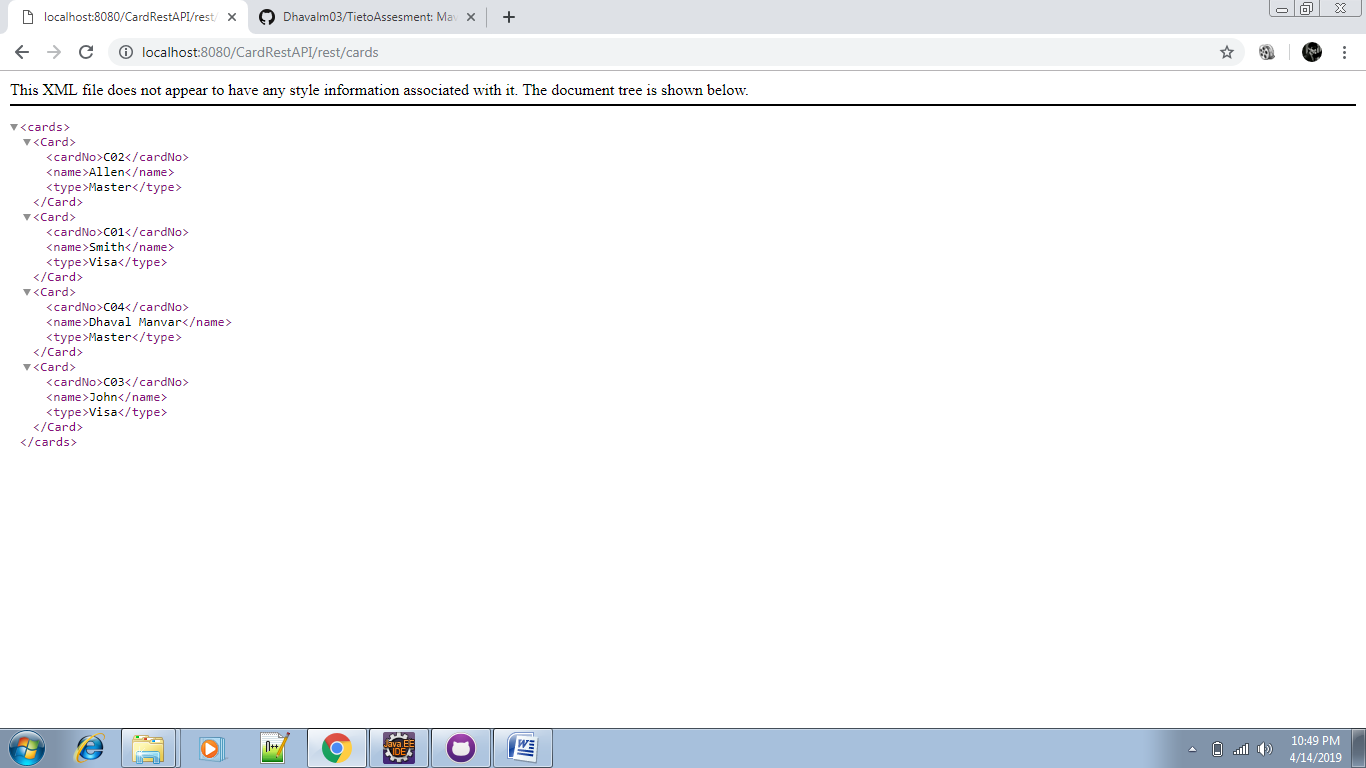 localhost:8080/CardRestAPI/rest/
Dhavalm03/TietoAssesment: Mav
localhost:8080/CardRestAPI/rest/cards
This XML file does not appear to have any style information associated with it. The document tree is shown below.
<cards>
<Card>
<cardNo>C02</cardNo>
<name>Allen</name>
<type>Master</type>
</Card>
<Card>
<cardNo>C01</cardNo>
<name>Smith</name>
<type>Visa</type>
</Card>
<Card>
<cardNo>C04</cardNo>
<name>Dhaval Manvar</name>
<type>Master</type>
</Card>
<Card>
<cardNo>C03</cardNo>
<name>John</name>
<type>Visa</type>
</Card>
</cards>
Java EE
IDE
10:49 PM
4/14/2019